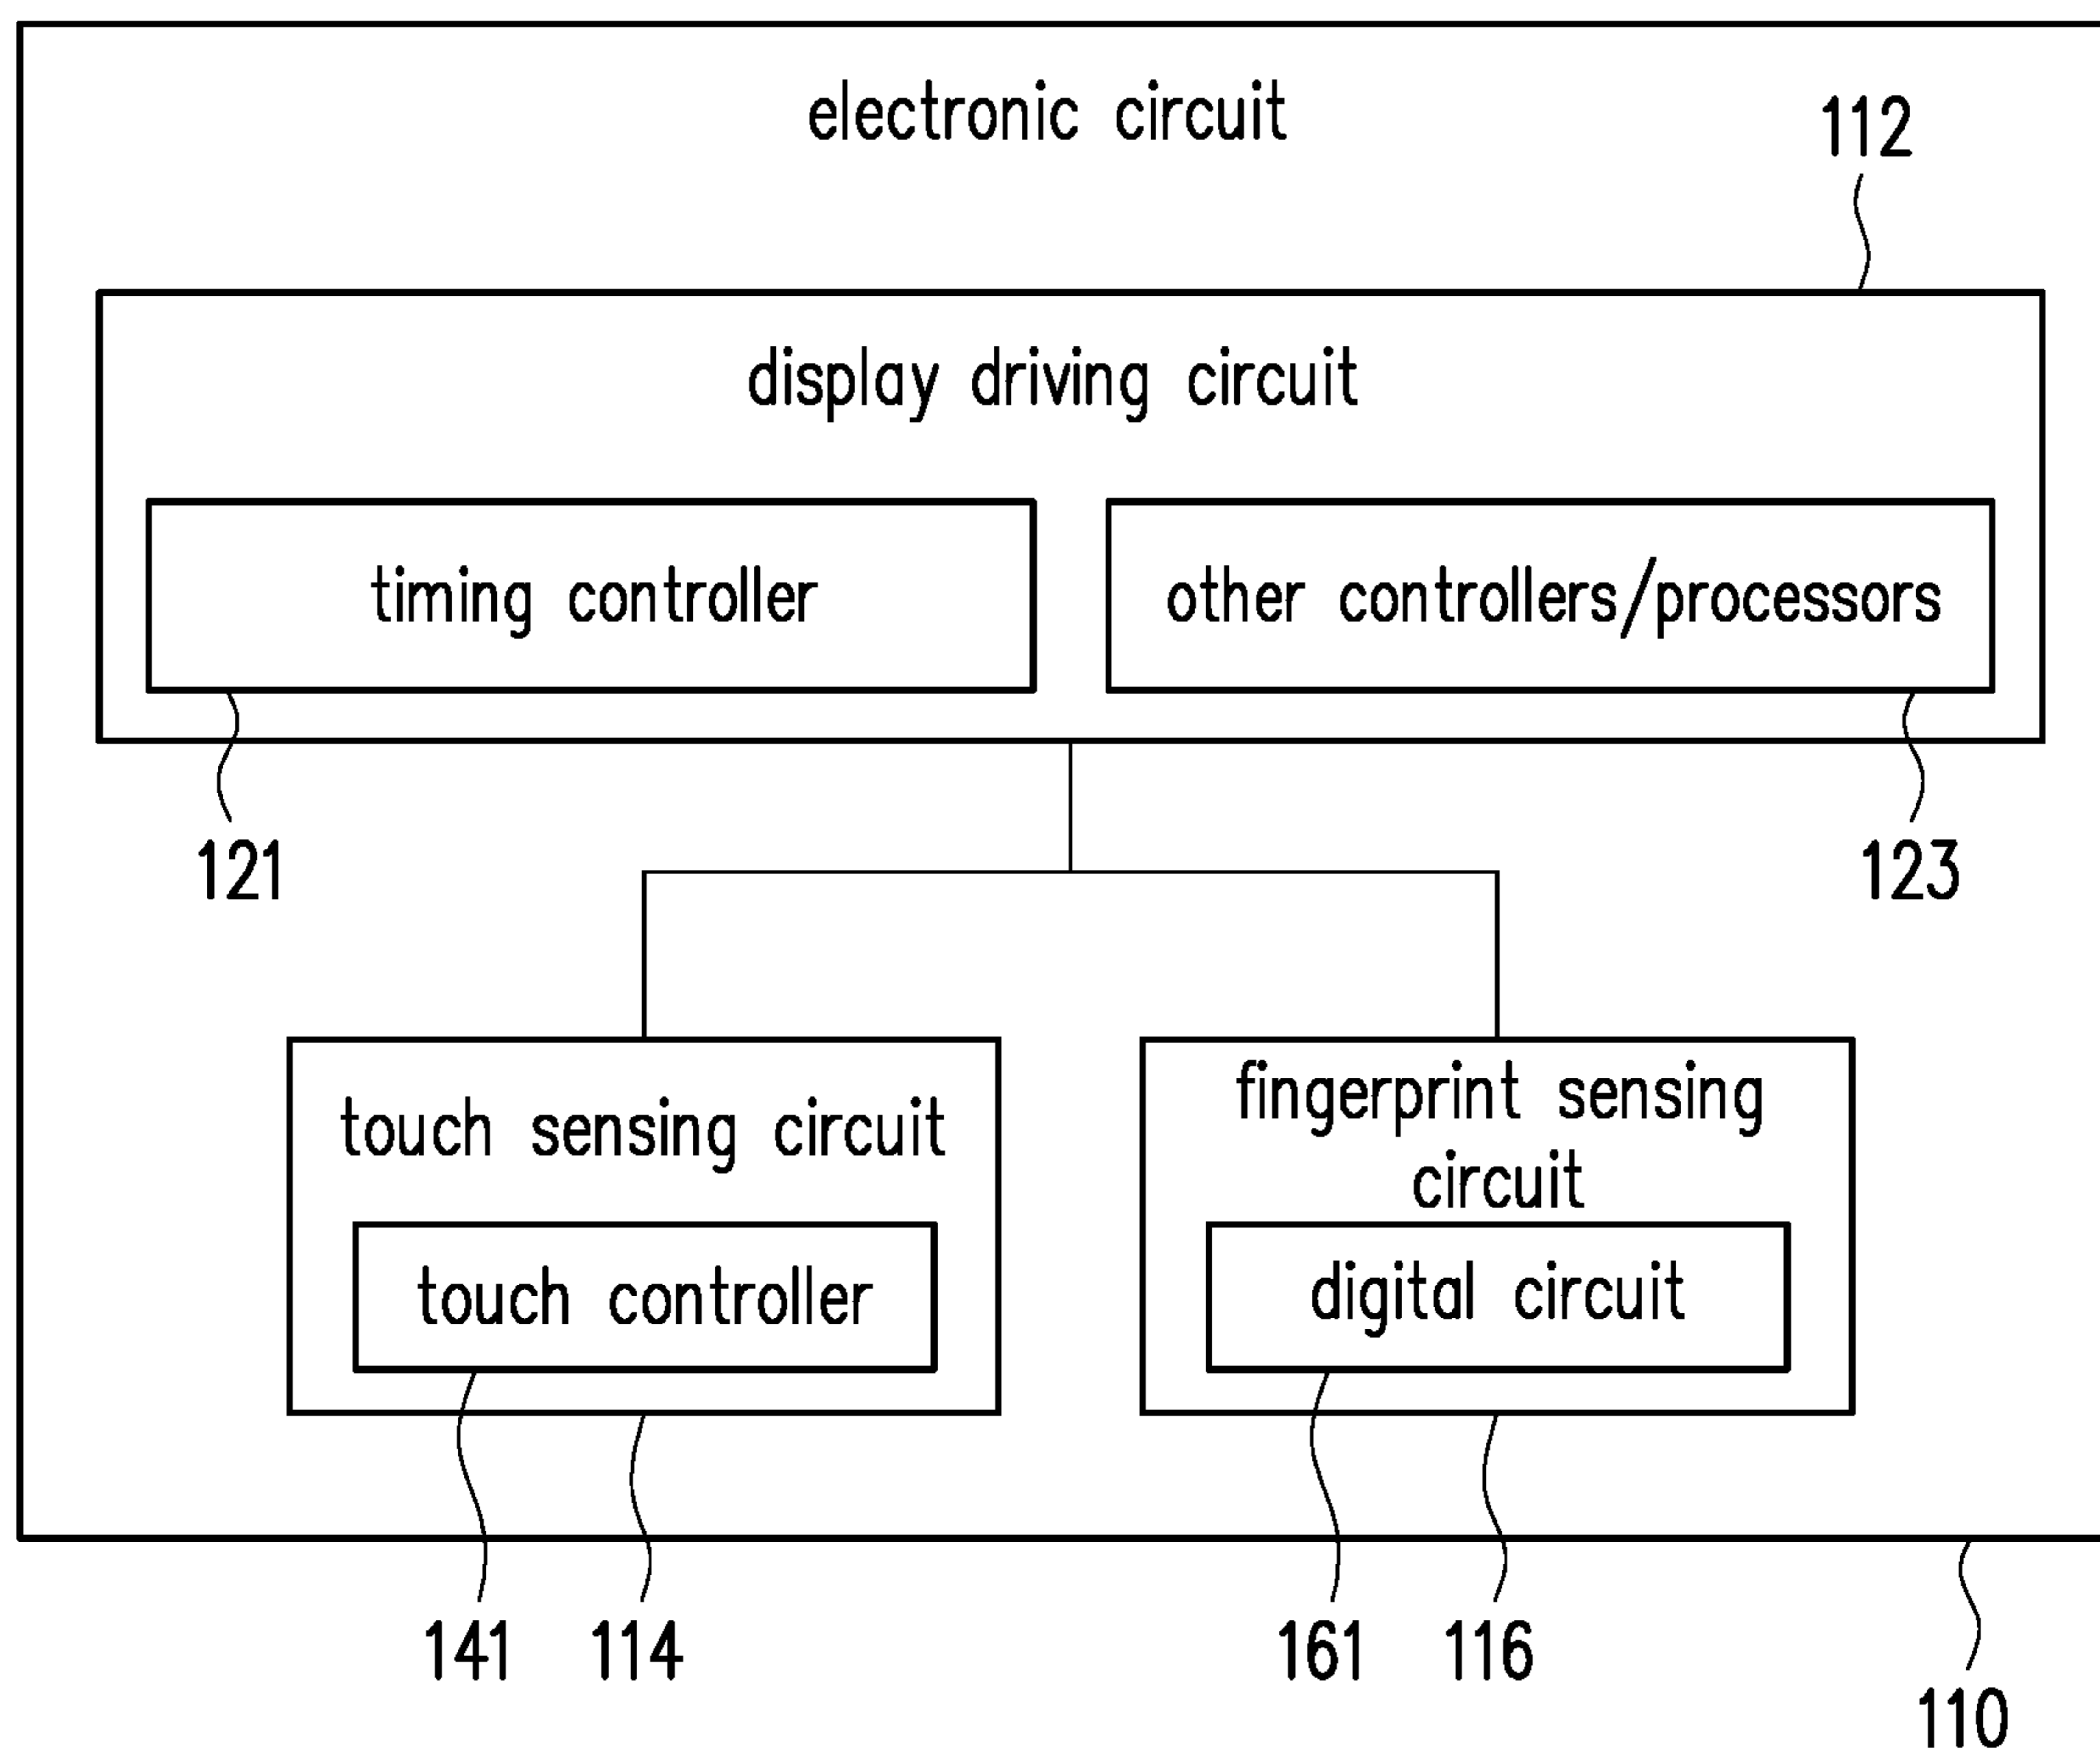 electronic circuit
112
display driving circuit
timing controller
other controllers/processors
121
123
touch sensing circuit
touch controller
fingerprint sensing
circuit
digital circuit
141
114
161
116
110